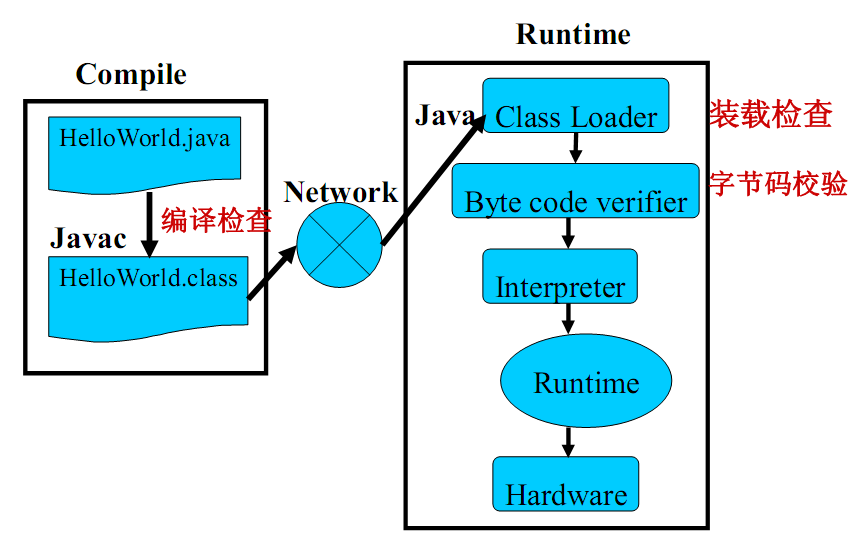 Compile
HelloWorld.java
编译检查
Javac
HelloWorld.class
Network
Runtime
Java
Class Loader
装载检查
Byte code verifier
字节码校验
Interpreter
Runtime
Hardware